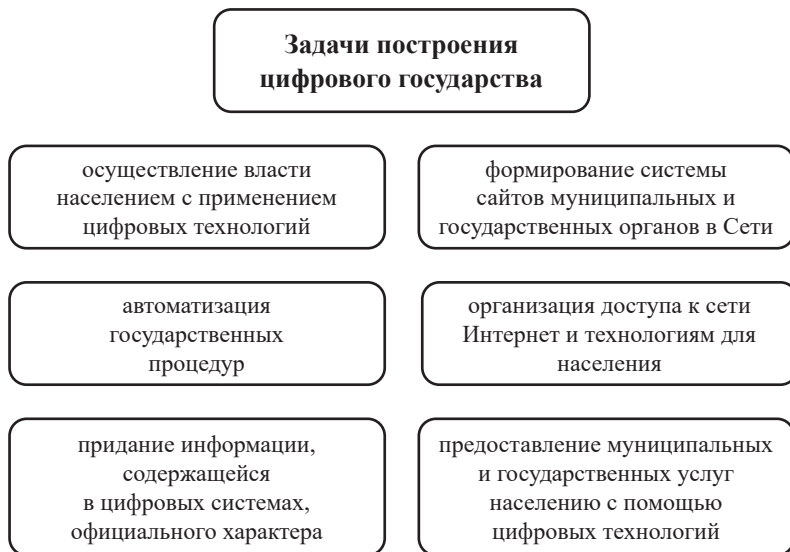 Задачи построения
цифрового государства
осуществление власти
населением с применением
цифровых технологий
формирование системы
сайтов муниципальных и
государственных органов в Сети
автоматизация
государственных
процедур
организация доступа к сети
Интернет и технологиям для
населения
придание информации,
содержащейся
в цифровых системах,
официального характера
предоставление муниципальных
и государственных услуг
населению с помощью
цифровых технологий